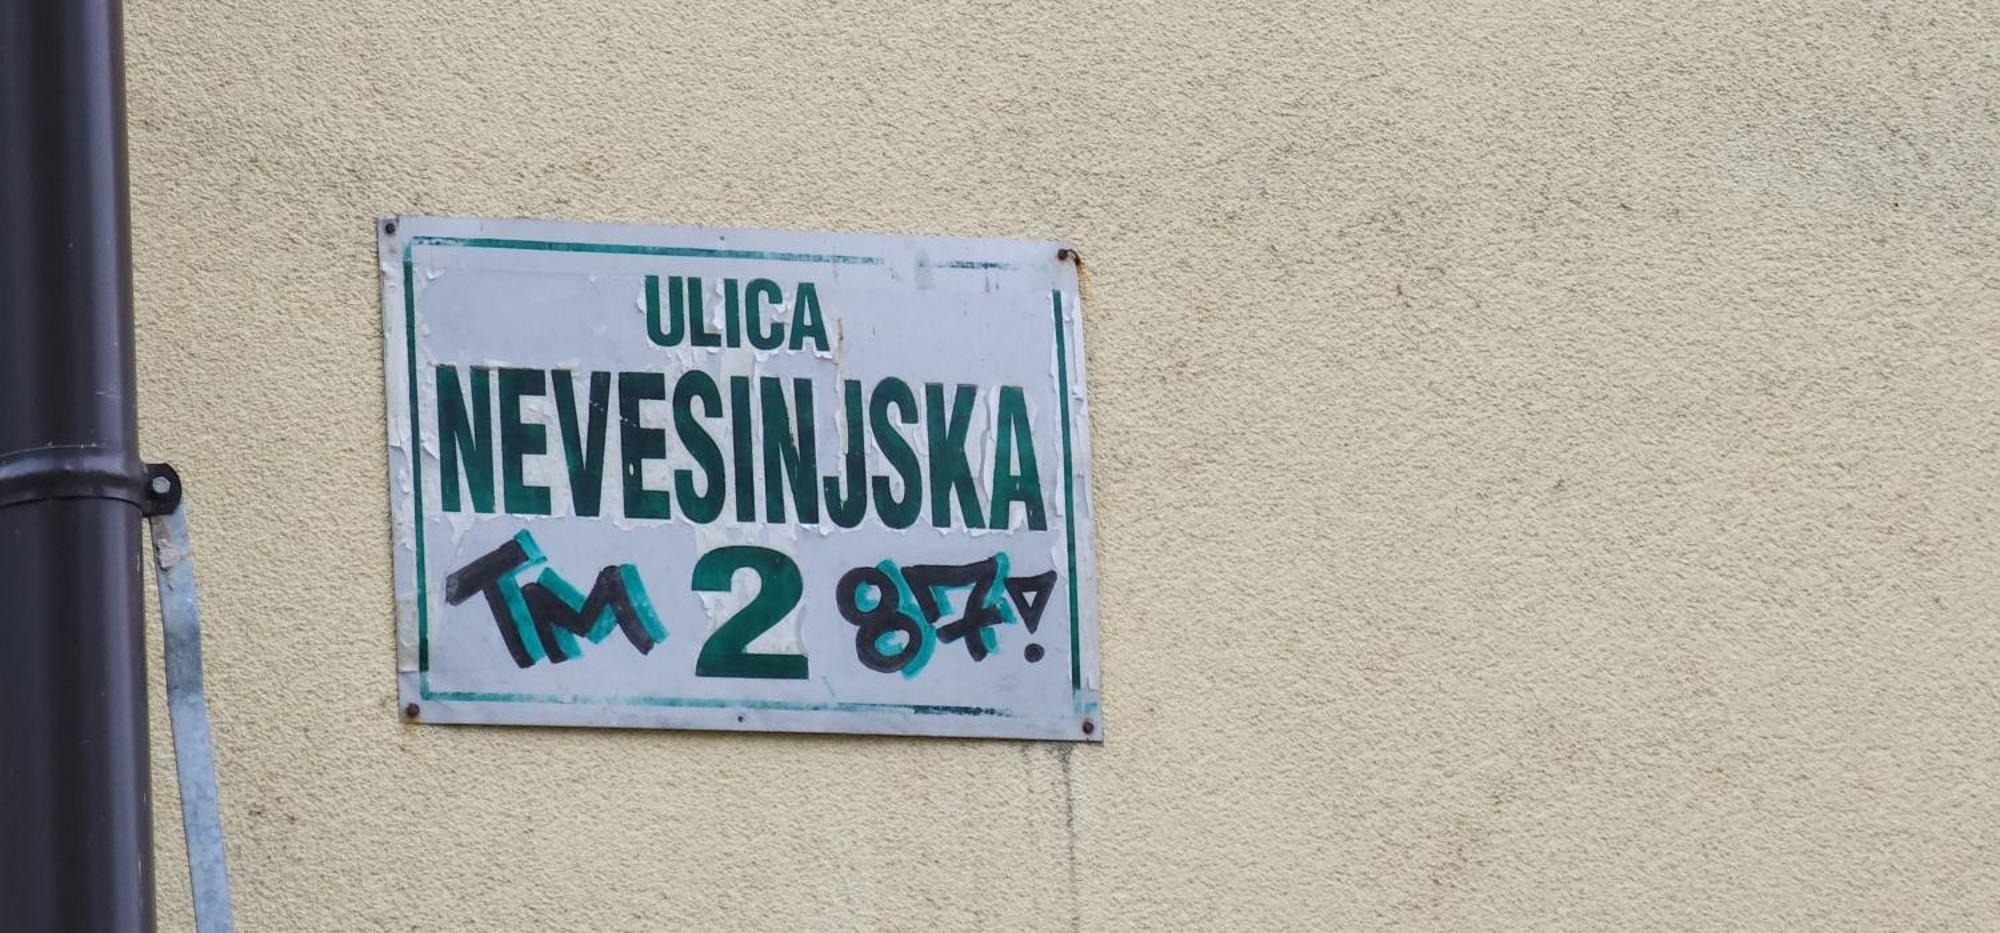 ULICA
NEVESINJSKA
TM 2 87!